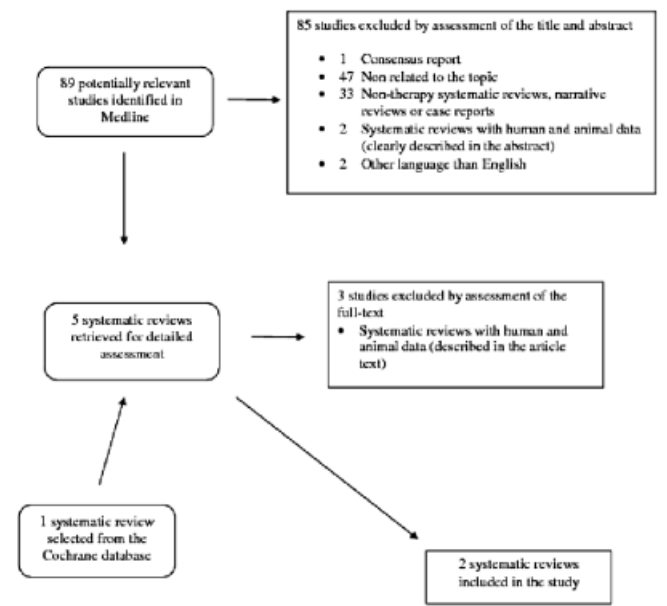 85 studies excluded by assessment of the title and abstract
• 1 Consensus report
• 47 Non related to the topic
• 33 Non-therapy systematic reviews, narrative
reviews or case reports
• 2 Systematic reviews with human and animal data
(clearly described in the abstract)
• 2 Other language than English
89 potentially relevant
studies identified in
Medline
5 systematic reviews
retrieved for detailed
assessment
3 studies excluded by assessment of the
full-text
• Systematic reviews with human and
animal data (described in the article
text)
1 systematic review
selected from the
Cochrane database
2 systematic reviews
included in the study